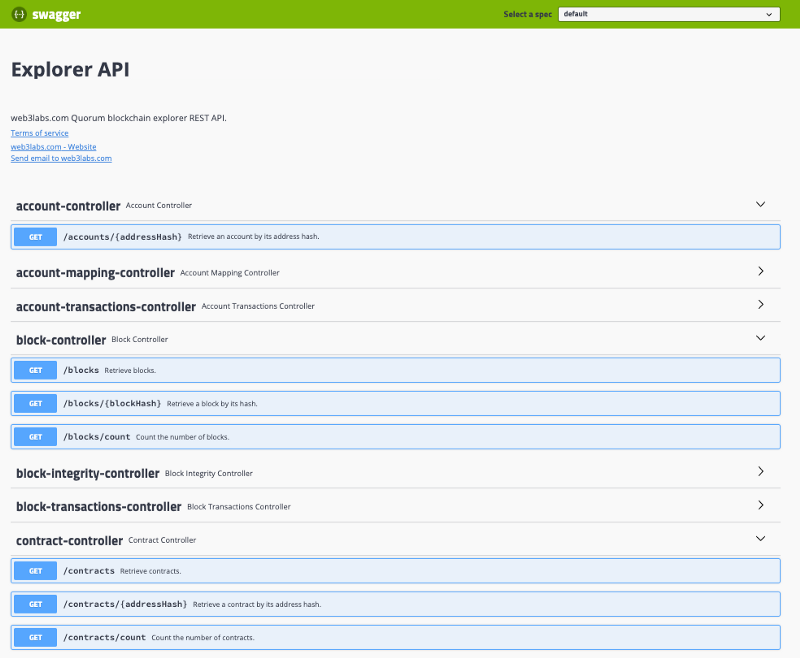 swagger
Select a spec default
Explorer API
web3labs.com Quorum blockchain explorer REST API.
Terms of service
web3labs.com - Website
Send email to web3labs.com
account-controller Account Controller
GET /accounts/{addressHash} Retrieve an account by its address hash.
account-mapping-controller Account Mapping Controller
account-transactions-controller Account Transactions Controller
block-controller Block Controller
GET /blocks Retrieve blocks.
GET /blocks/{blockHash} Retrieve a block by its hash.
GET /blocks/count Count the number of blocks.
block-integrity-controller Block Integrity Controller
block-transactions-controller Block Transactions Controller
contract-controller Contract Controller
GET /contracts Retrieve contracts.
GET /contracts/{addressHash} Retrieve a contract by its address hash.
GET /contracts/count Count the number of contracts.